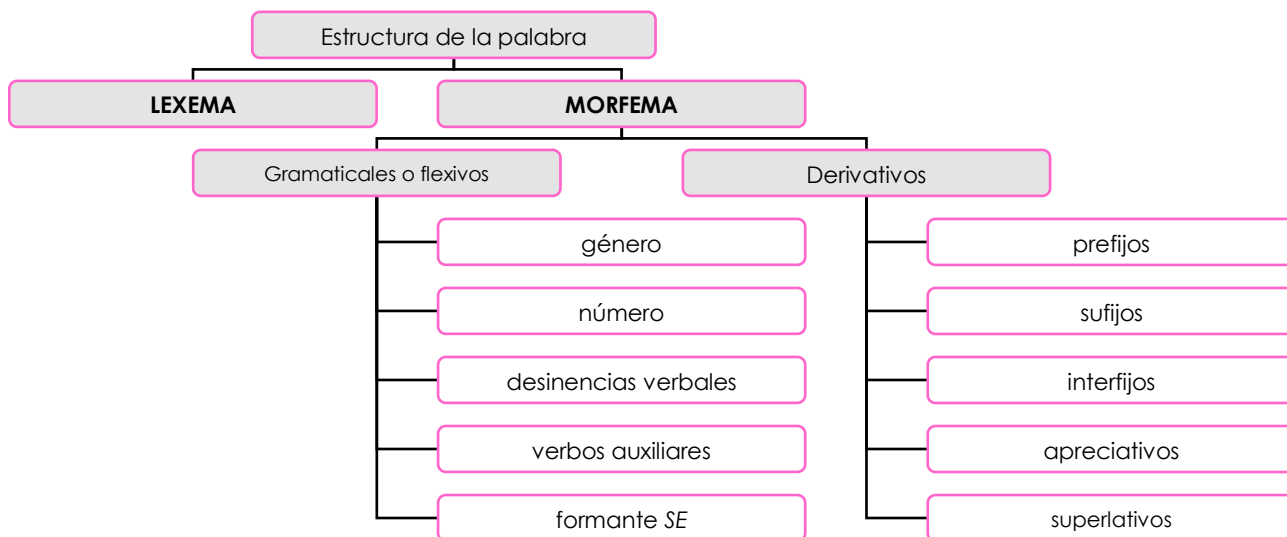 Estructura de la palabra
LEXEMA
MORFEMA
Gramaticales o flexivos
Derivativos
género
prefijos
número
sufijos
desinencias verbales
interfijos
verbos auxiliares
apreciativos
formante SE
superlativos